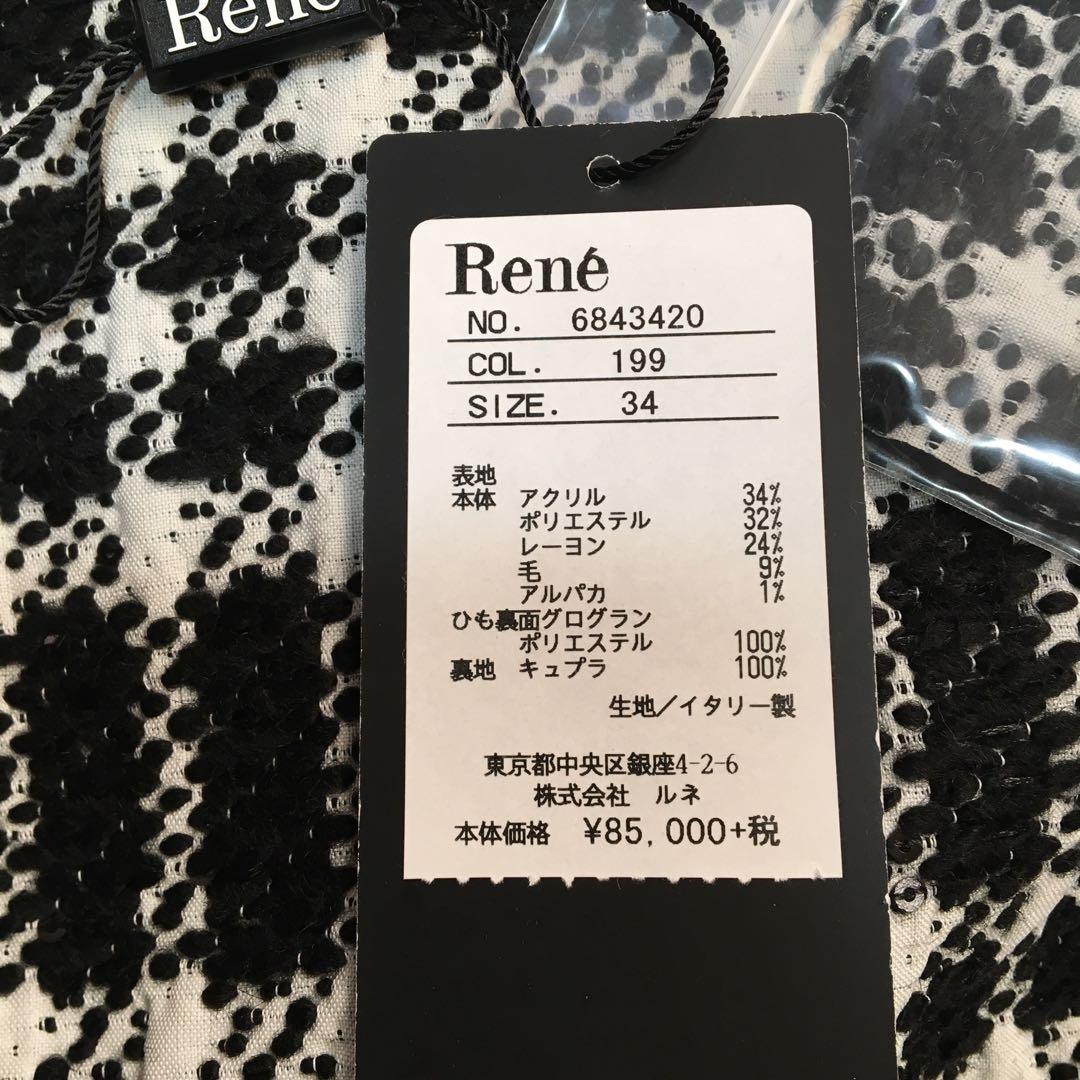 René
René
NO. 6843420
COL. 199
SIZE. 34
表地
本体 アクリル 34%
ポリエステル 32%
レーヨン 24%
毛 9%
アルパカ 1%
ひも裏面グログラン
ポリエステル 100%
裏地 キュプラ 100%
生地/イタリー製
東京都中央区銀座4-2-6
株式会社 ルネ
本体価格 ¥85,000+税